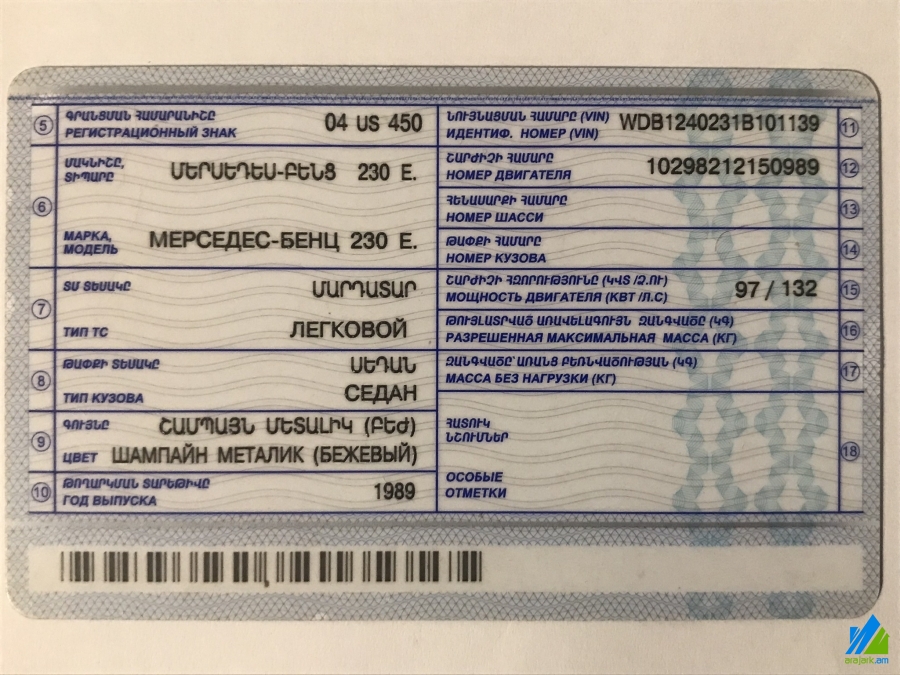 5 ԳՐԱՆՑՄԱՆ ՀԱՄԱՐԱՆԻՇԸ
РЕГИСТРАЦИОННЫЙ ЗНАК 04 US 450
6 ՄԱԿՆԻՇԸ,
ՏԻՊԱՐԸ ՄԵՐՍԵԴԵՍ-ԲԵՆՑ 230 E.
МАРКА,
МОДЕЛЬ МЕРСЕДЕС-БЕНЦ 230 E.
7 ՏՄ ՏԵՍԱԿԸ ՄԱՐԴԱՏԱՐ
ТИП ТС ЛЕГКОВОЙ
8 ԹԱՓՔԻ ՏԵՍԱԿԸ ՍԵԴԱՆ
ТИП КУЗОВА СЕДАН
9 ԳՈՒՅՆԸ ՇԱՄՊԱՅՆ ՄԵՏԱԼԻԿ (ԲԵԺ)
ЦВЕТ ШАМПАЙН МЕТАЛИК (БЕЖЕВЫЙ)
10 ԹՈՂԱՐԿՄԱՆ ՏԱՐԵԹԻՎԸ
ГОД ВЫПУСКА 1989
ՆՈՒՅՆԱՑՄԱՆ ՀԱՄԱՐԸ (VIN) WDB1240231B101139 11
ИДЕНТИФ. НОМЕР (VIN)
ՇԱՐԺԻՉԻ ՀԱՄԱՐԸ 10298212150989 12
НОМЕР ДВИГАТЕЛЯ
ՀԵՆԱՍԱՐՔԻ ՀԱՄԱՐԸ 13
НОМЕР ШАССИ
ԹԱՓՔԻ ՀԱՄԱՐԸ 14
НОМЕР КУЗОВА
ՇԱՐԺԻՉԻ ՀԶՈՐՈՒԹՅՈՒՆԸ (ԿՎՏ /Ձ.ՈՒ) 97 / 132 15
МОЩНОСТЬ ДВИГАТЕЛЯ (КВТ /Л.С)
ԹՈՒՅԼԱՏՐՎԱԾ ԱՌԱՎԵԼԱԳՈՒՅՆ ԶԱՆԳՎԱԾԸ (ԿԳ) 16
РАЗРЕШЕННАЯ МАКСИМАЛЬНАЯ МАССА (КГ)
ԶԱՆԳՎԱԾԸ՝ ԱՌԱՆՑ ԲԵՌՆՎԱԾՈՒԹՅԱՆ (ԿԳ) 17
МАССА БЕЗ НАГРУЗКИ (КГ)
ՀԱՏՈՒԿ
ՆՇՈՒՄՆԵՐ 18
ОСОБЫЕ
ОТМЕТКИ
arajark.am